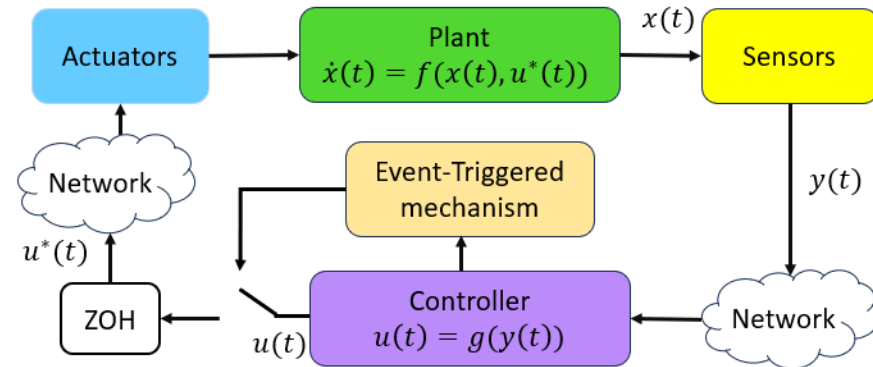 Actuators
Plant
ẋ(t) = f(x(t), u*(t))
x(t)
Sensors
Network
Event-Triggered
mechanism
y(t)
u*(t)
ZOH
u(t)
Controller
u(t) = g(y(t))
Network